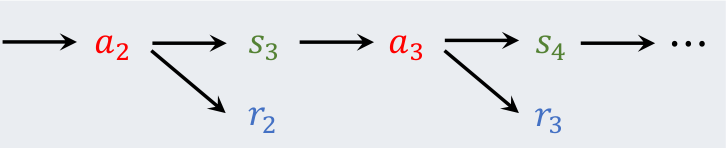 a₂ s₃ a₃ s₄ ⋯
r₂ r₃